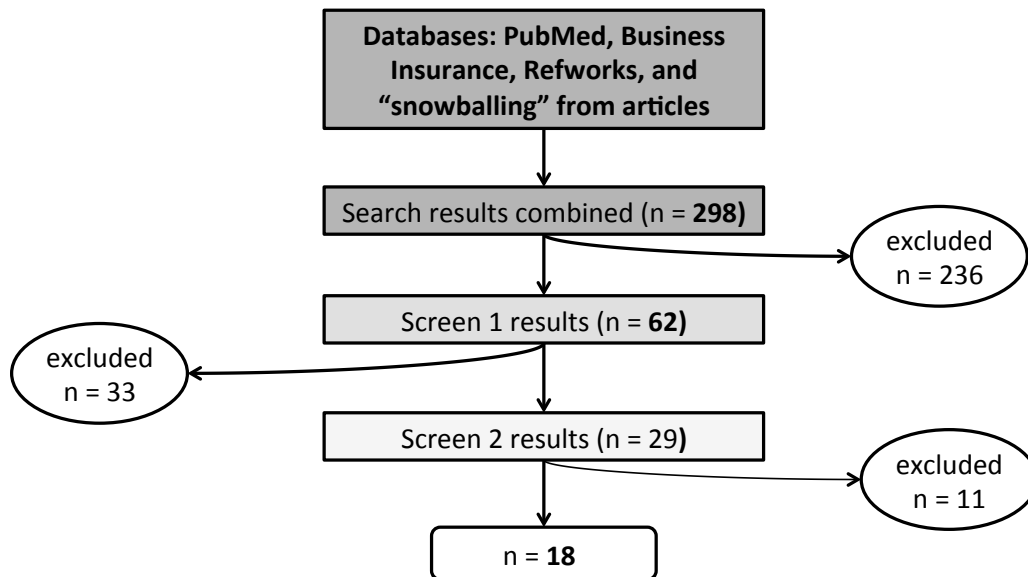 Databases: PubMed, Business
Insurance, Refworks, and
“snowballing” from articles
Search results combined (n = 298)
excluded
n = 236
Screen 1 results (n = 62)
excluded
n = 33
Screen 2 results (n = 29)
excluded
n = 11
n = 18